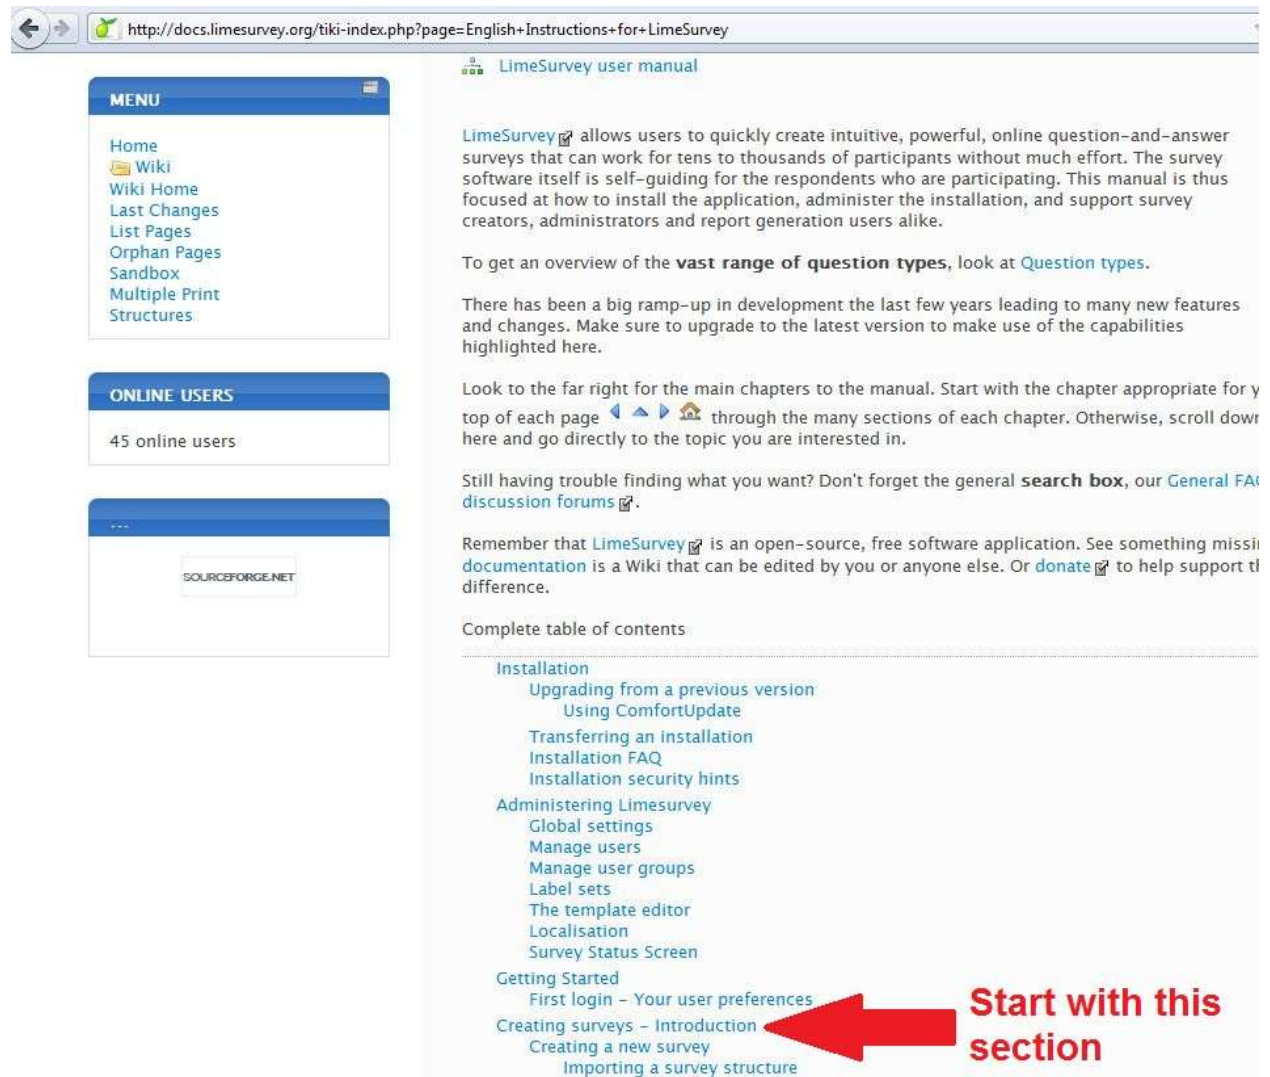 http://docs.limesurvey.org/tiki-index.php?page=English+Instructions+for+LimeSurvey
MENU
Home
Wiki
Wiki Home
Last Changes
List Pages
Orphan Pages
Sandbox
Multiple Print
Structures
ONLINE USERS
45 online users
...
SOURCEFORGE.NET
LimeSurvey user manual
LimeSurvey allows users to quickly create intuitive, powerful, online question-and-answer
surveys that can work for tens to thousands of participants without much effort. The survey
software itself is self-guiding for the respondents who are participating. This manual is thus
focused at how to install the application, administer the installation, and support survey
creators, administrators and report generation users alike.
To get an overview of the vast range of question types, look at Question types.
There has been a big ramp-up in development the last few years leading to many new features
and changes. Make sure to upgrade to the latest version to make use of the capabilities
highlighted here.
Look to the far right for the main chapters to the manual. Start with the chapter appropriate for y
top of each page through the many sections of each chapter. Otherwise, scroll down
here and go directly to the topic you are interested in.
Still having trouble finding what you want? Don't forget the general search box, our General FAQ
discussion forums.
Remember that LimeSurvey is an open-source, free software application. See something missi
documentation is a Wiki that can be edited by you or anyone else. Or donate to help support th
difference.
Complete table of contents
Installation
Upgrading from a previous version
Using ComfortUpdate
Transferring an installation
Installation FAQ
Installation security hints
Administering Limesurvey
Global settings
Manage users
Manage user groups
Label sets
The template editor
Localisation
Survey Status Screen
Getting Started
First login - Your user preferences
Creating surveys - Introduction
Creating a new survey
Importing a survey structure
Start with this
section